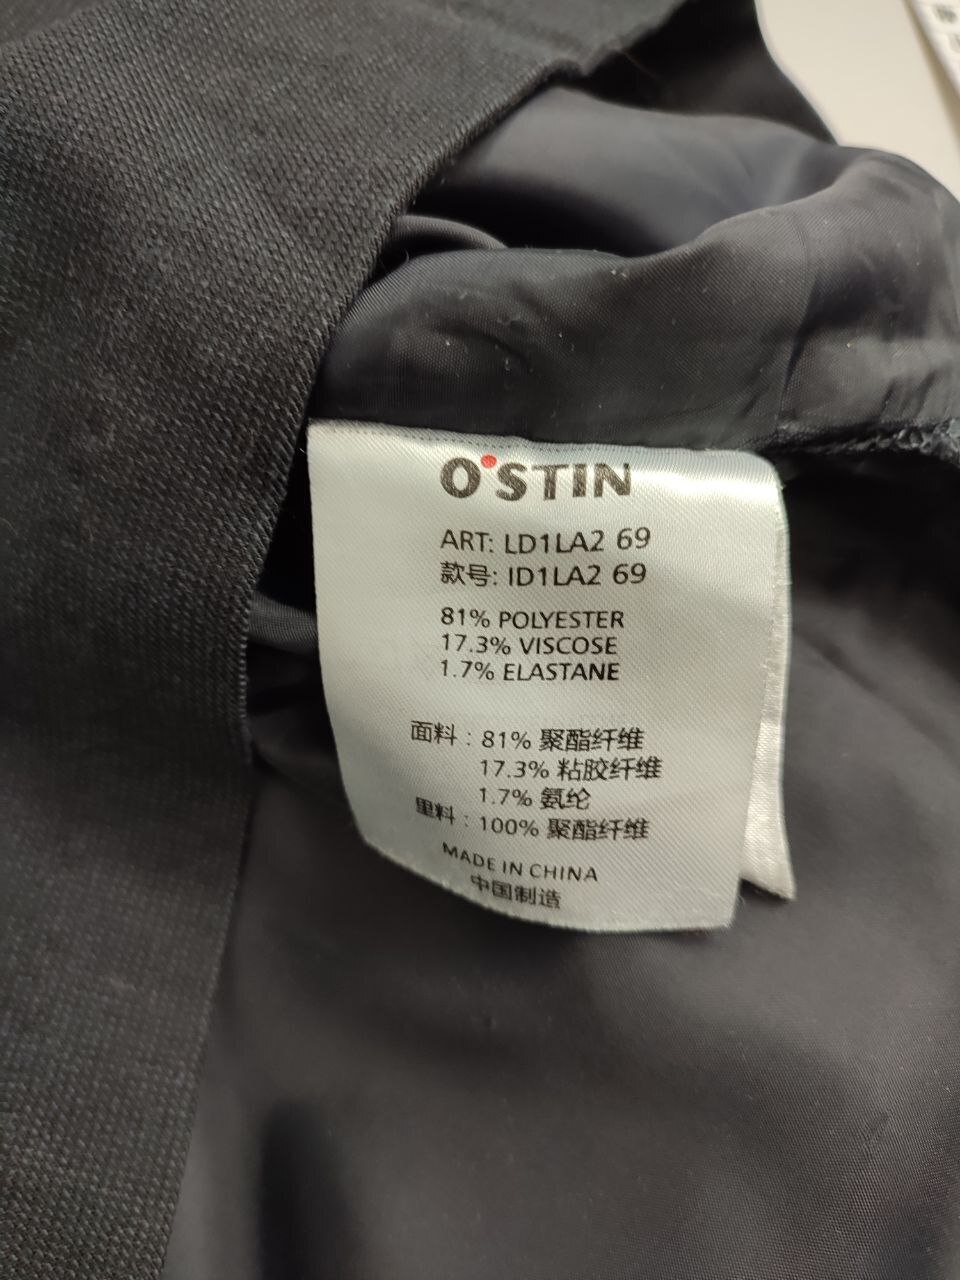 O'STIN
ART: LD1LA2 69
款号: ID1LA2 69
81% POLYESTER
17.3% VISCOSE
1.7% ELASTANE
面料：81% 聚酯纤维
17.3% 粘胶纤维
1.7% 氨纶
里料：100% 聚酯纤维
MADE IN CHINA
中国制造